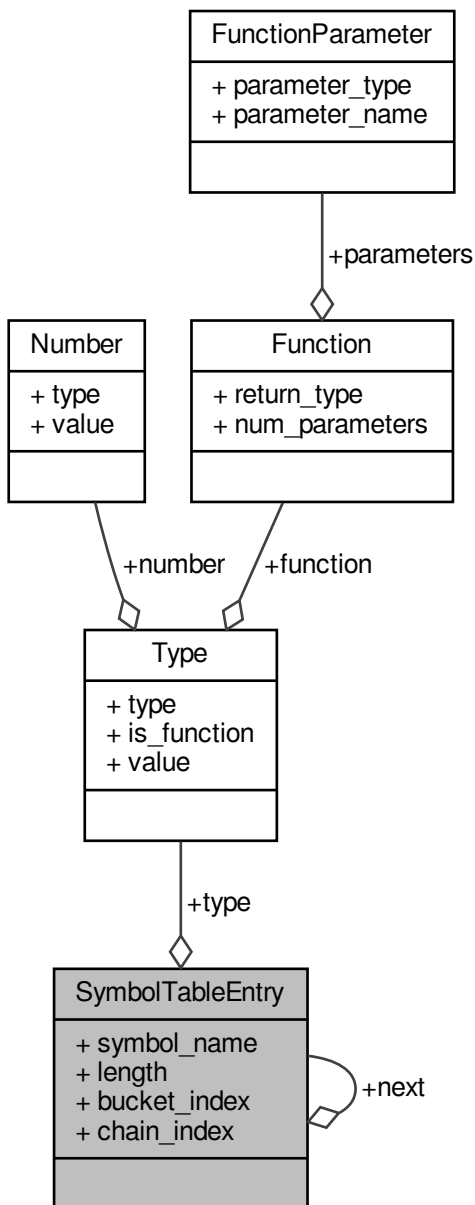 FunctionParameter
+ parameter_type
+ parameter_name
+parameters
Number
+ type
+ value
Function
+ return_type
+ num_parameters
+number
+function
Type
+ type
+ is_function
+ value
+type
SymbolTableEntry
+ symbol_name
+ length
+ bucket_index
+ chain_index
+next